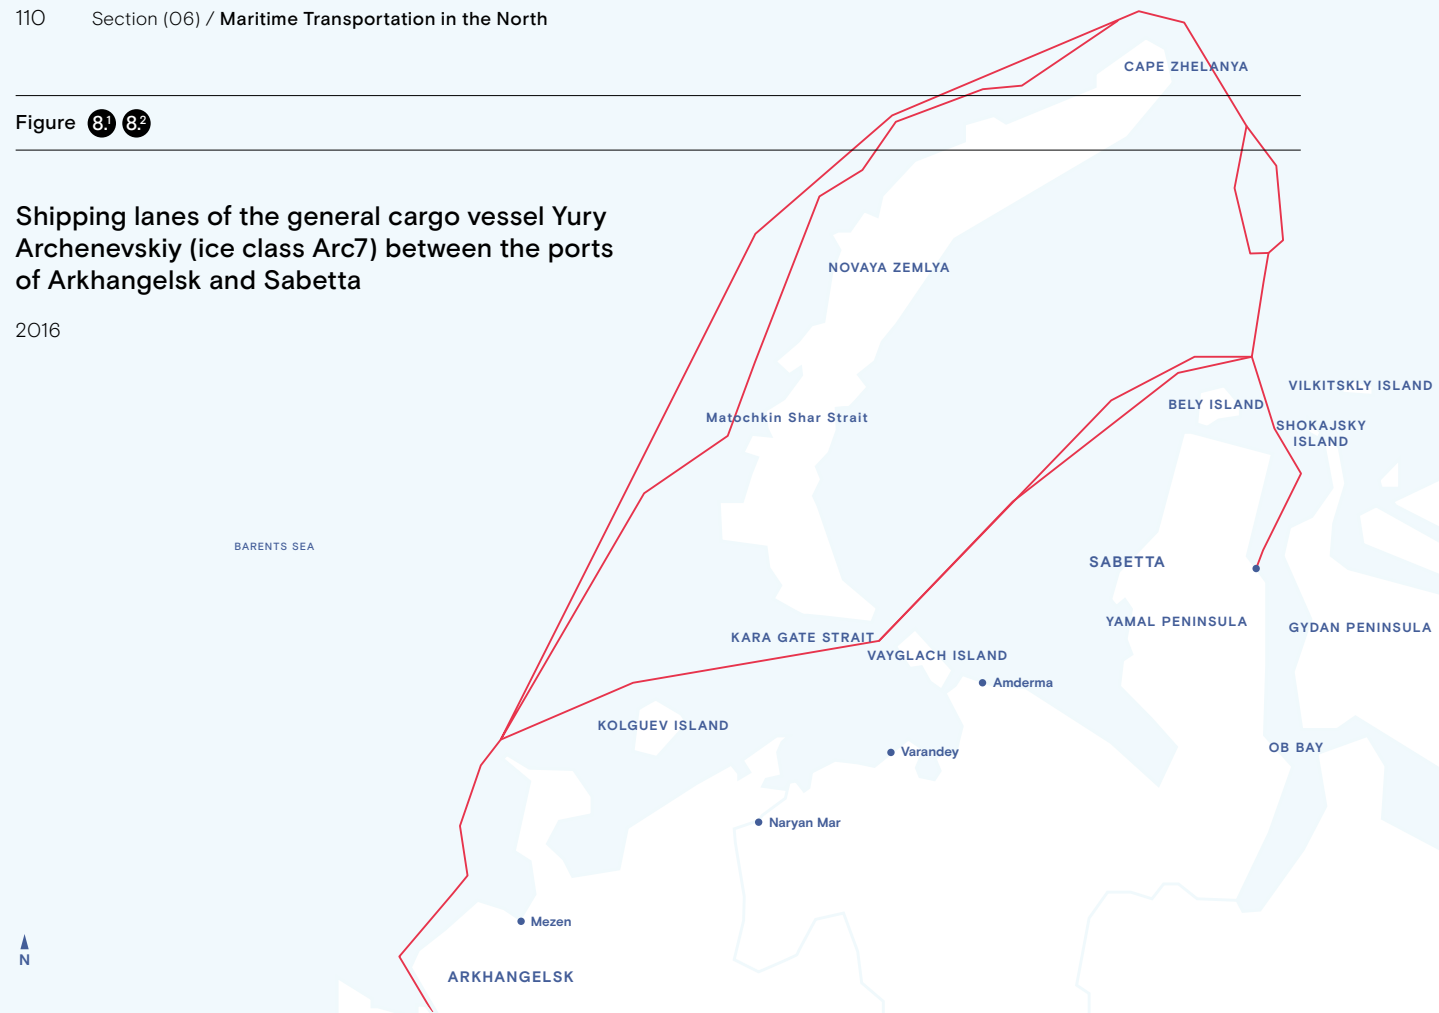 110 Section (06) / Maritime Transportation in the North
CAPE ZHELANYA
Figure 8.1 8.2
Shipping lanes of the general cargo vessel Yury
Archenevskiy (ice class Arc7) between the ports
of Arkhangelsk and Sabetta
2016
NOVAYA ZEMLYA
VILKITSKLY ISLAND
BELY ISLAND
Matochkin Shar Strait
SHOKAJSKY
ISLAND
BARENTS SEA
SABETTA
YAMAL PENINSULA
GYDAN PENINSULA
KARA GATE STRAIT
VAYGLACH ISLAND
Amderma
KOLGUEV ISLAND
OB BAY
Varandey
Naryan Mar
Mezen
N
ARKHANGELSK